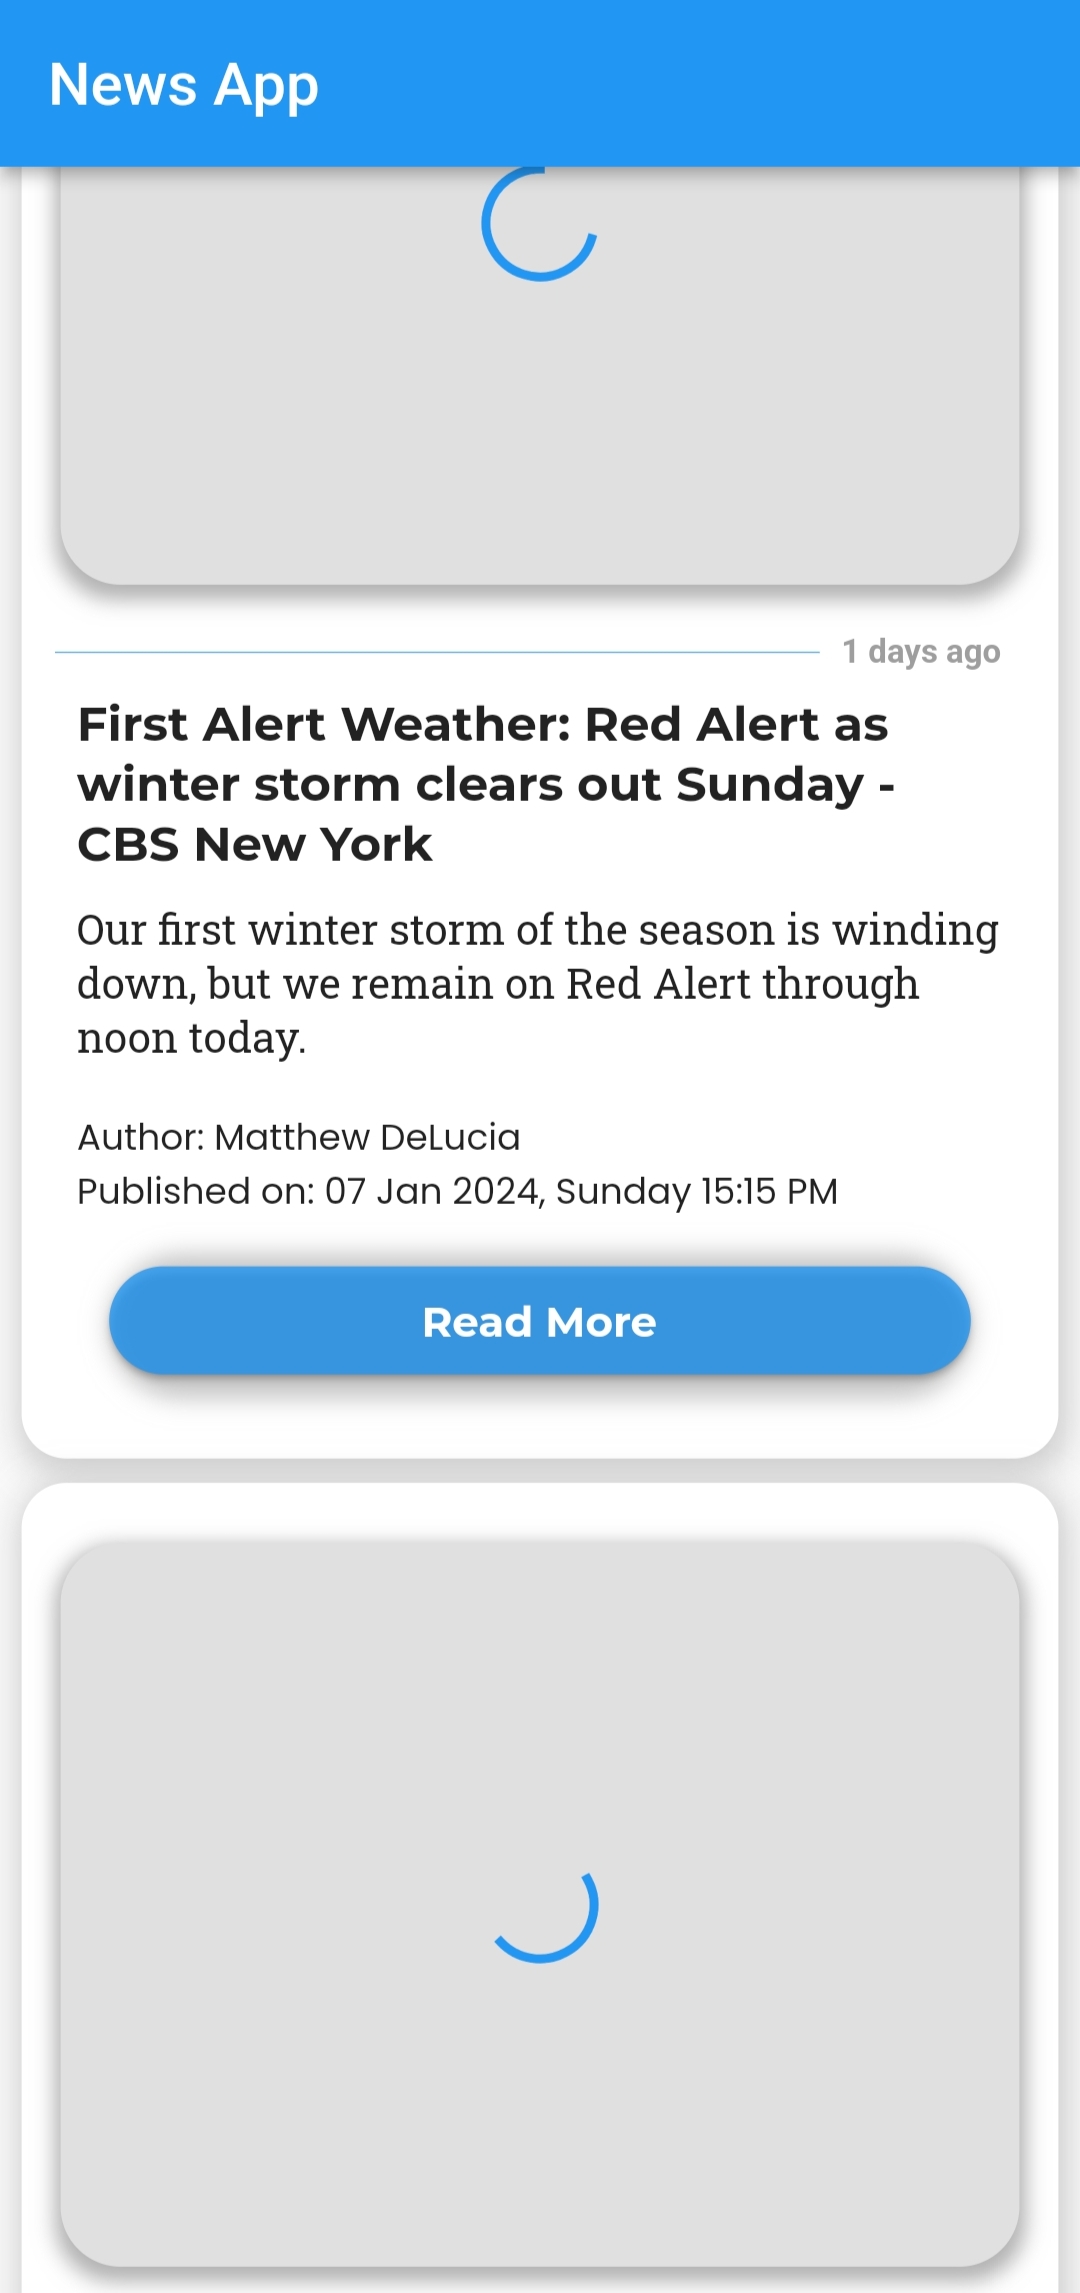 News App
1 days ago
First Alert Weather: Red Alert as
winter storm clears out Sunday -
CBS New York
Our first winter storm of the season is winding
down, but we remain on Red Alert through
noon today.
Author: Matthew DeLucia
Published on: 07 Jan 2024, Sunday 15:15 PM
Read More